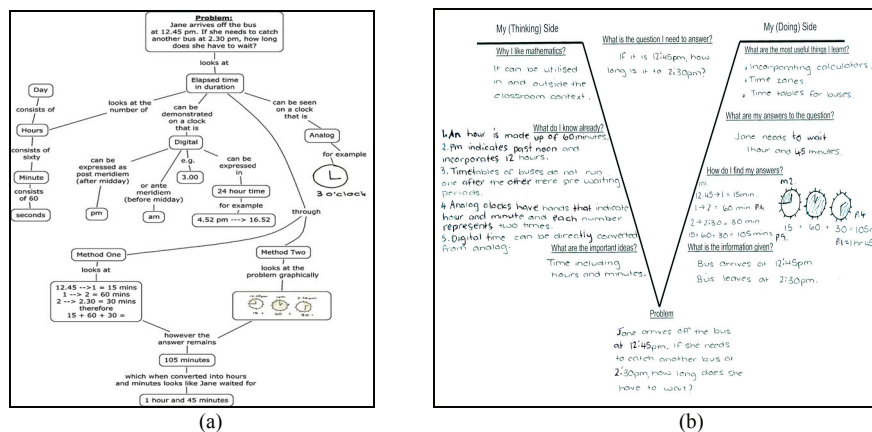 Problem:
Jane arrives off the bus
at 12.45 pm. If she needs to catch
another bus at 2.30 pm, how long
does she have to wait?
looks at
Elapsed time
in duration
Day
consists of
Hours
consists of
sixty
Minute
consists
of 60
seconds
looks at the
number of
can be
demonstrated
on a clock
that is
can be seen
on a clock
that is
Digital
Analog
can be
expressed as
post meridiem
(after midday)
pm
or ante
meridiem
(before midday)
am
e.g.
3.00
can be
expressed
in
24 hour time
for example
4.52 pm ---> 16.52
for example
3 o'clock
through
Method One
looks at
12.45 -->1 = 15 mins
1 --> 2 = 60 mins
2 --> 2.30 = 30 mins
therefore
15 + 60 + 30 =
Method Two
looks at the
problem
graphically
15 + 60 + 30 =
however the
answer remains
105 minutes
which when converted into hours
and minutes looks like Jane waited for
1 hour and 45 minutes
(a)
My (Thinking) Side
Why I like mathematics?
It can be utilised
in and outside the
classroom context.
What do I know already?
1. An hour is made up of 60 minutes.
2. pm indicates past noon and
incorporates 12 hours.
3. Timetables of buses do not run
one after the other there are waiting
periods.
4 Analog clocks have hands that indicate
hour and minute and each number
represents two times.
5. Digital time can be directly converted
from analog.
What are the important ideas?
Time including
hours and minutes.
What is the question I need to answer?
If it is 12:45pm, how
long is it to 2:30pm?
My (Doing) Side
What are the most useful things I learnt?
+ Incorporating calculators
+ Time zones
+ Time tables for buses.
What are my answers to the question?
Jane needs to wait
1 hour and 45 minutes.
How do I find my answers?
m1.
12.45 → 1 = 15min.
1 → 2 = 60 min P.4
2 → 2:30 = 30 min
15+60+30 = 105 mins
P.5.
m2.
P.4
15 + 60 + 30 = 105m
What is the information given?
Bus arrives at 12:45pm
Bus leaves at 2:30pm.
Problem
Jane arrives off the bus
at 12:45pm. If she needs
to catch another bus at
2:30pm, how long does she
have to wait?
(b)